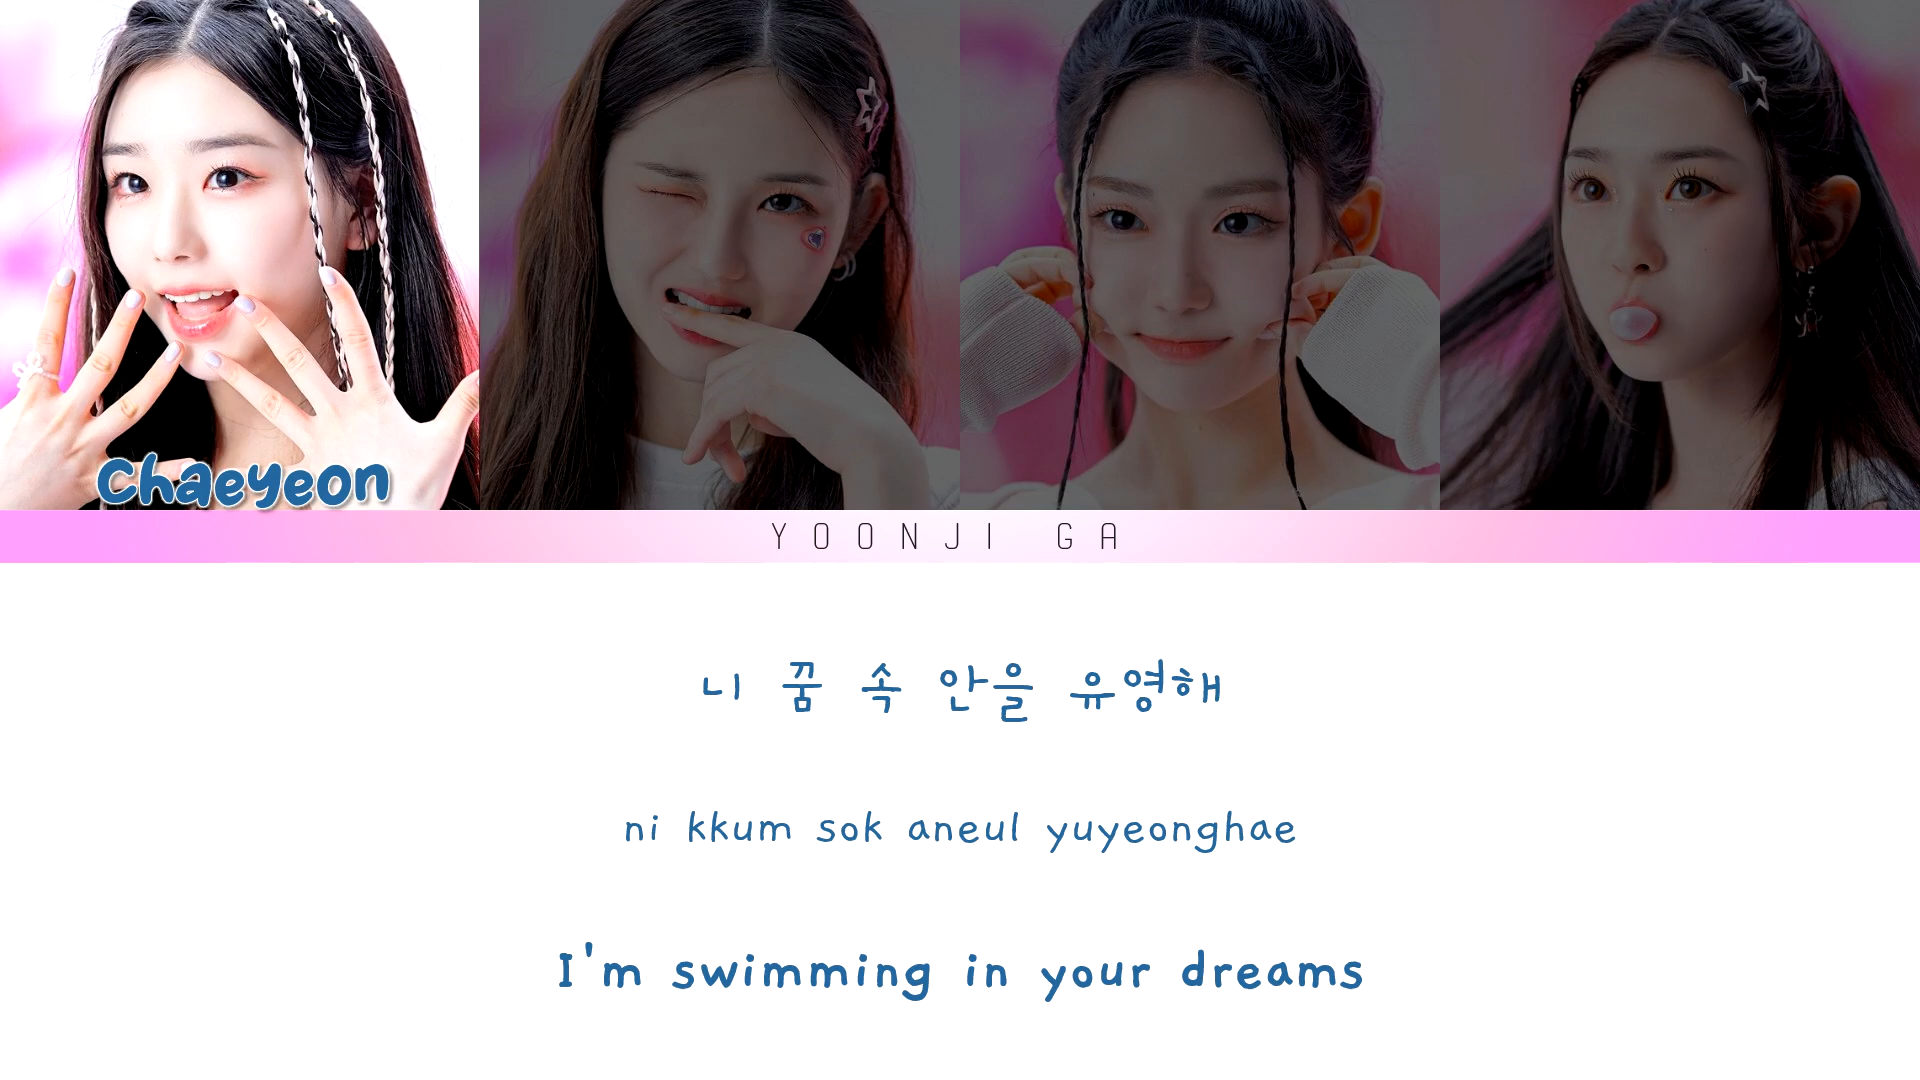 Chaeyeon
YOONJI GA
니 꿈 속 안을 유영해
ni kkum sok aneul yuyeonghae
I'm swimming in your dreams